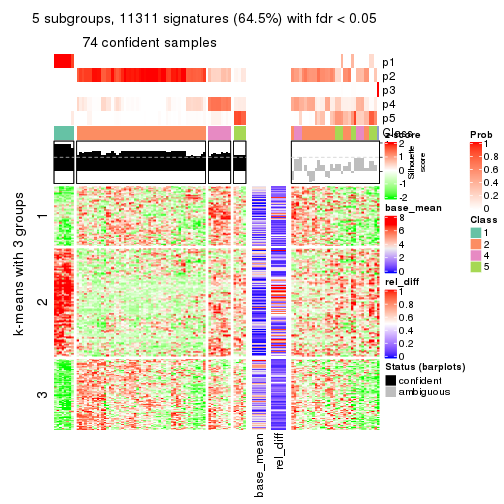 5 subgroups, 11311 signatures (64.5%) with fdr < 0.05
74 confident samples
p1
p2
p3
p4
p5
Class
Silhouette
score
1
2
3
k-means with 3 groups
base_mean
rel_diff
z-score
2
1
0
-1
-2
base_mean
8
6
4
2
0
rel_diff
1
0.8
0.6
0.4
0.2
0
Status (barplots)
confident
ambiguous
Prob
1
0.8
0.6
0.4
0.2
0
Class
1
2
4
5